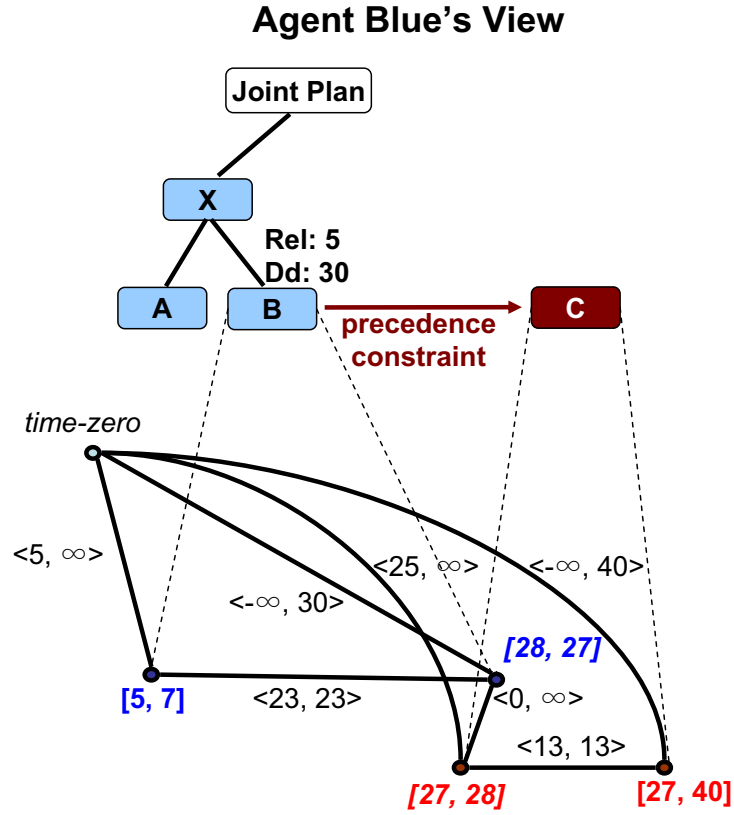 Agent Blue's View
Joint Plan
X
Rel: 5
Dd: 30
A
B
C
precedence
constraint
time-zero
<5, ∞>
<25, ∞>
<-∞, 40>
<-∞, 30>
[28, 27]
[5, 7]
<23, 23>
<0, ∞>
<13, 13>
[27, 28]
[27, 40]